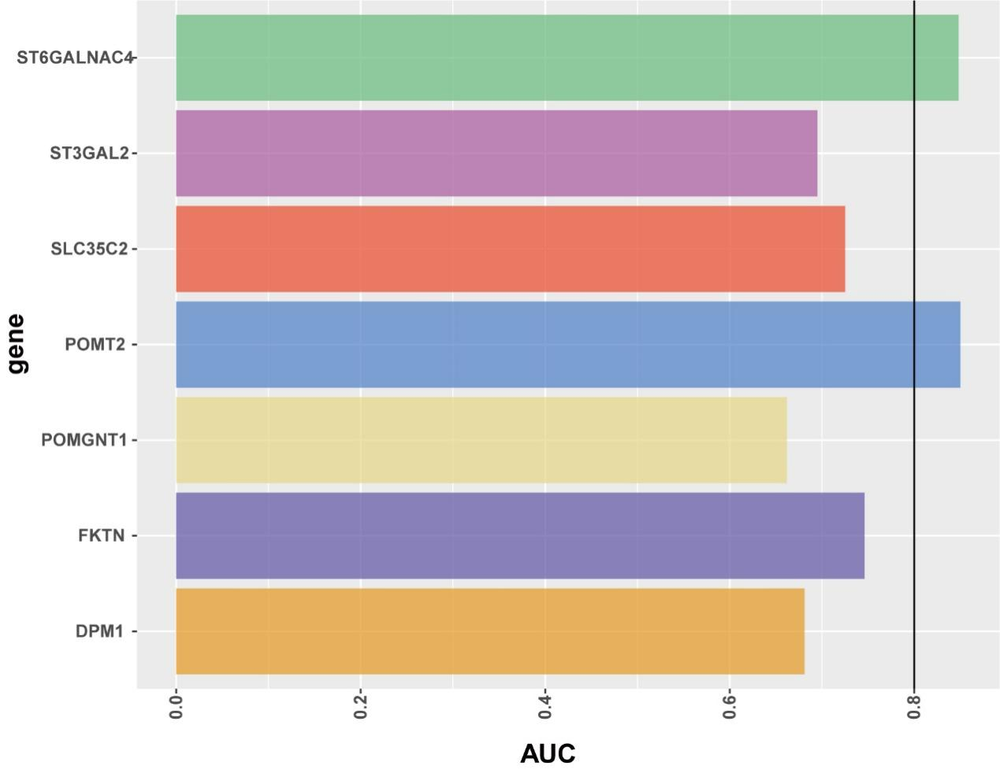 ST6GALNAC4
ST3GAL2
SLC35C2
POMT2
POMGNT1
FKTN
DPM1
gene
0.0
0.2
0.4
0.6
0.8
AUC